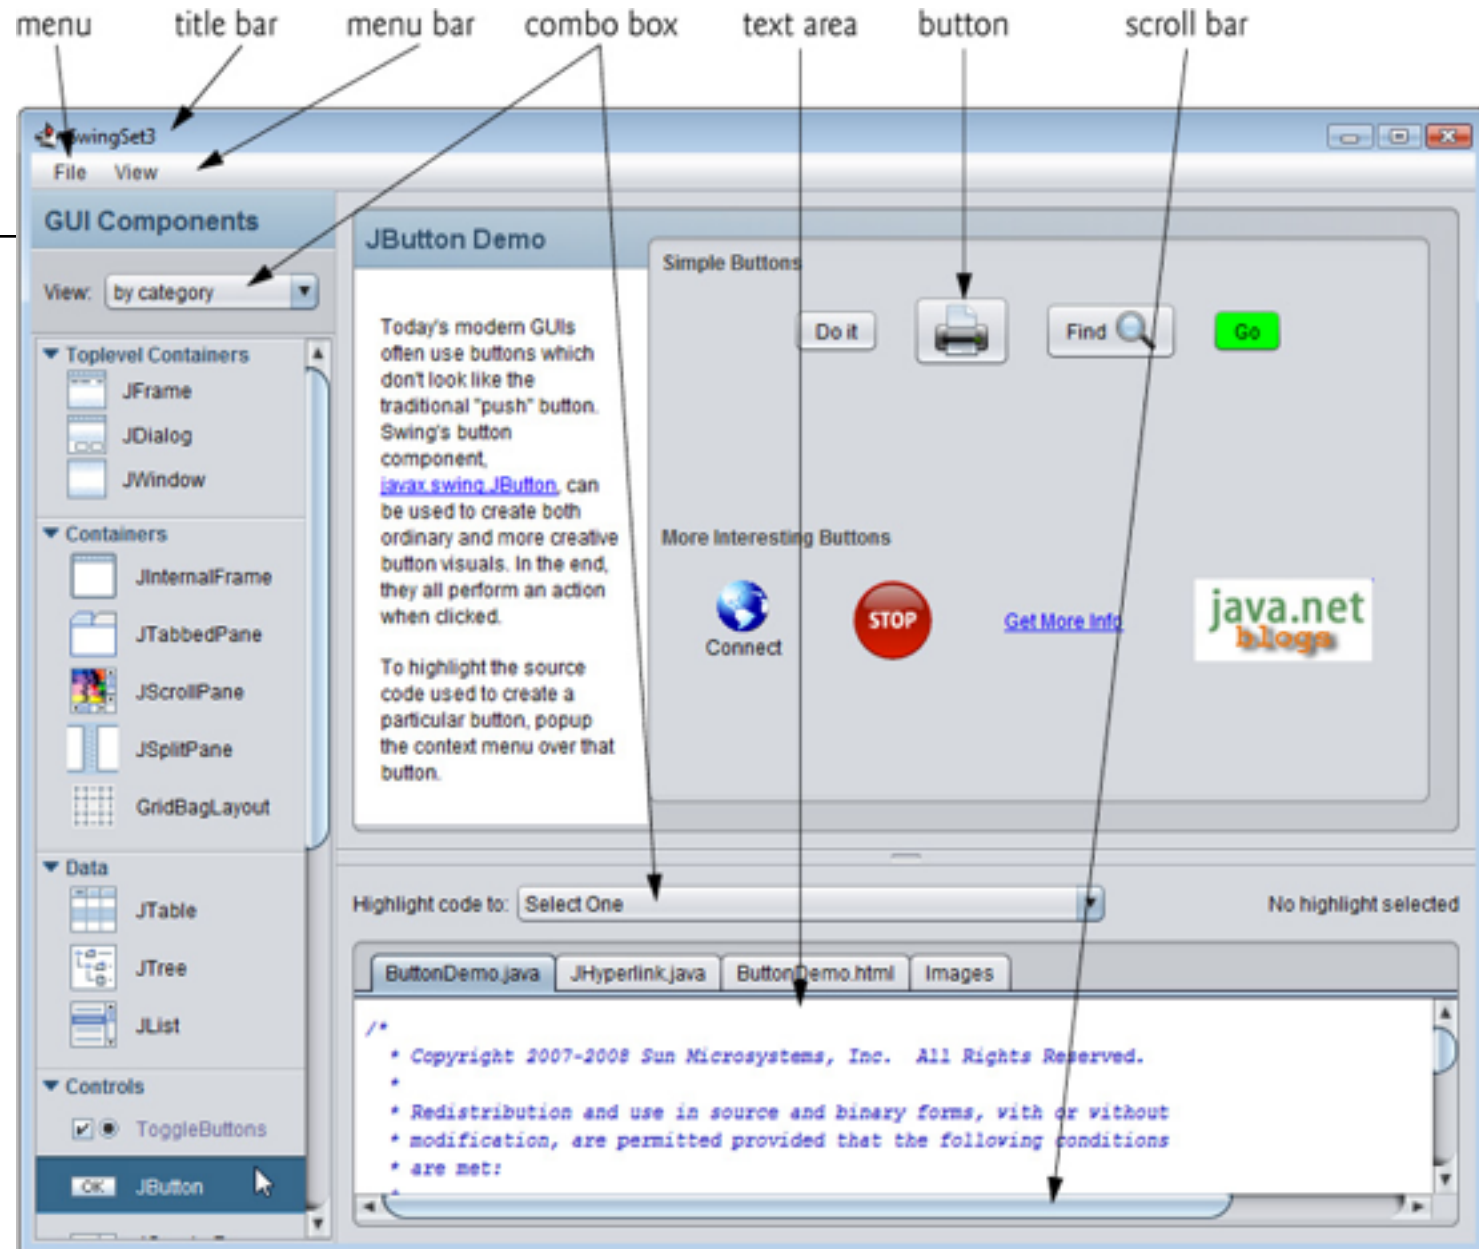 menu title bar menu bar combo box text area button scroll bar
SwingSet3
File View
GUI Components
View: by category
Toplevel Containers
JFrame
JDialog
JWindow
Containers
JInternalFrame
JTabbedPane
JScrollPane
JSplitPane
GridBagLayout
Data
JTable
JTree
JList
Controls
ToggleButtons
OK JButton
JButton Demo
Today's modern GUIs
often use buttons which
don't look like the
traditional "push" button.
Swing's button
component,
javax.swing.JButton, can
be used to create both
ordinary and more creative
button visuals. In the end,
they all perform an action
when clicked.
To highlight the source
code used to create a
particular button, popup
the context menu over that
button.
Simple Buttons
Do it Find Go
More Interesting Buttons
Connect STOP Get More Info java.net
blogs
Highlight code to: Select One No highlight selected
ButtonDemo.java JHyperlink.java ButtonDemo.html Images
/*
* Copyright 2007-2008 Sun Microsystems, Inc. All Rights Reserved.
*
* Redistribution and use in source and binary forms, with or without
* modification, are permitted provided that the following conditions
* are met:
*